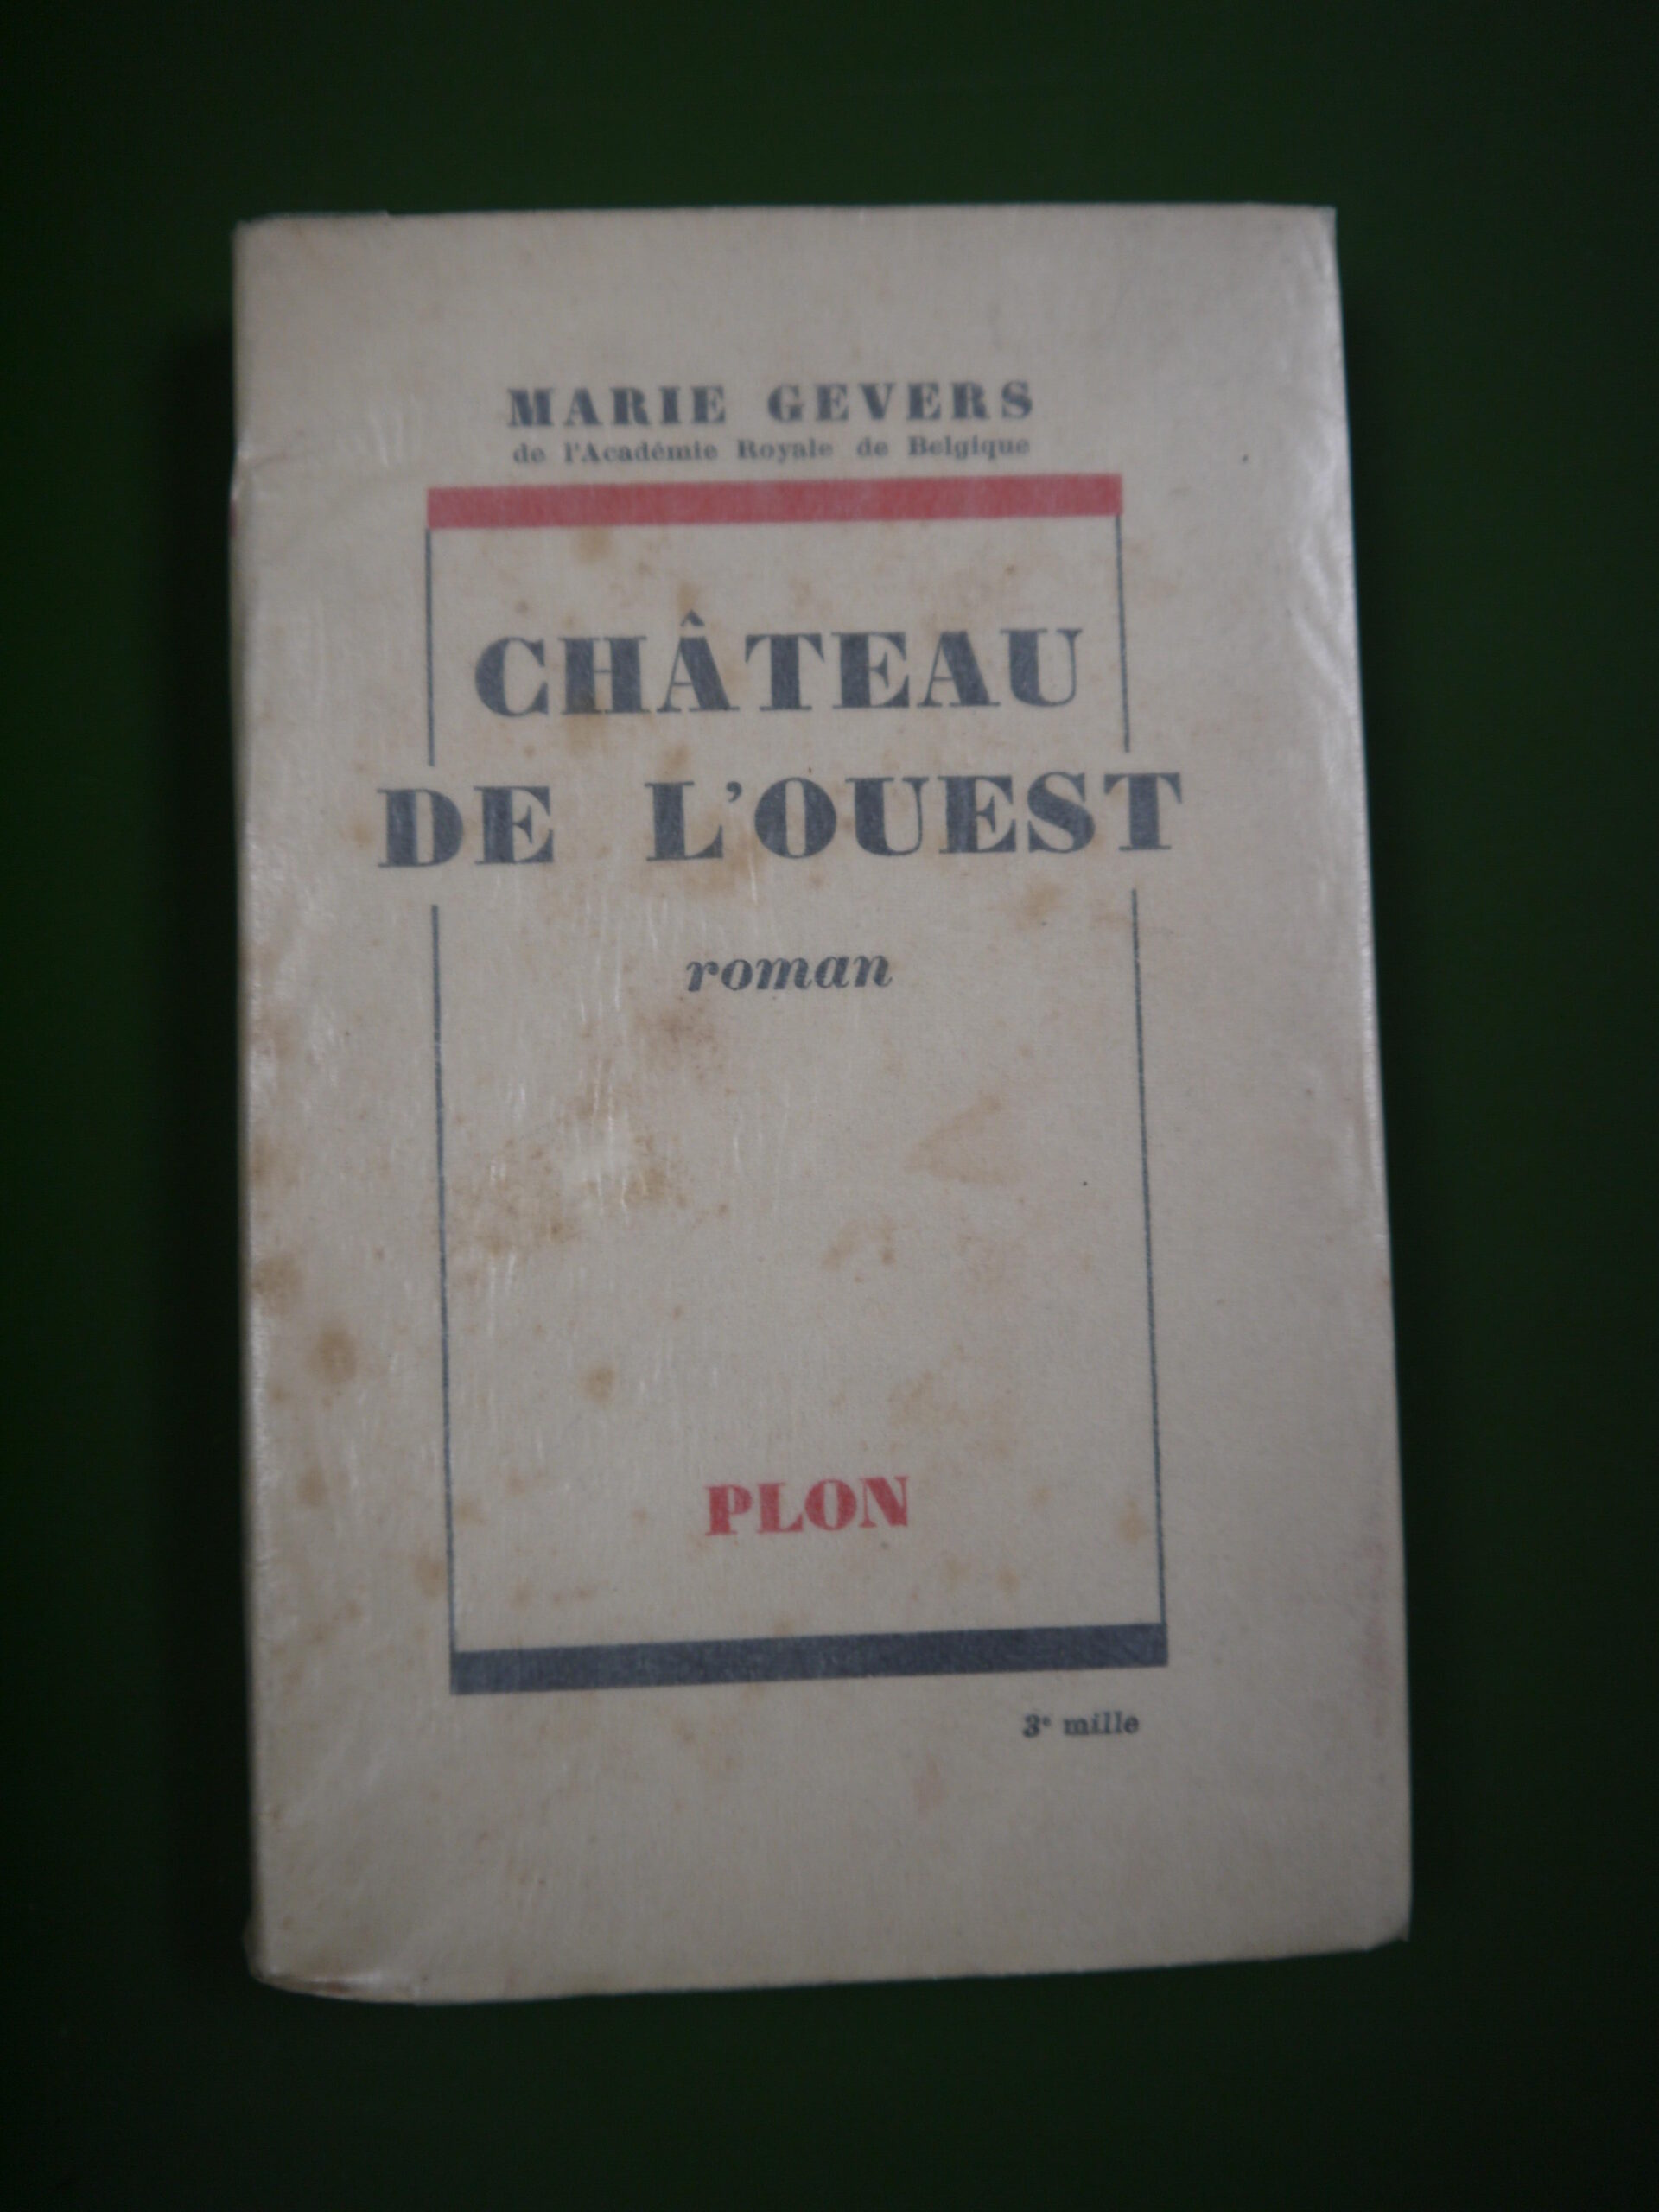 MARIE GEVERS
de l'Académie Royale de Belgique
CHÂTEAU
DE L'OUEST
roman
PLON
3e mille